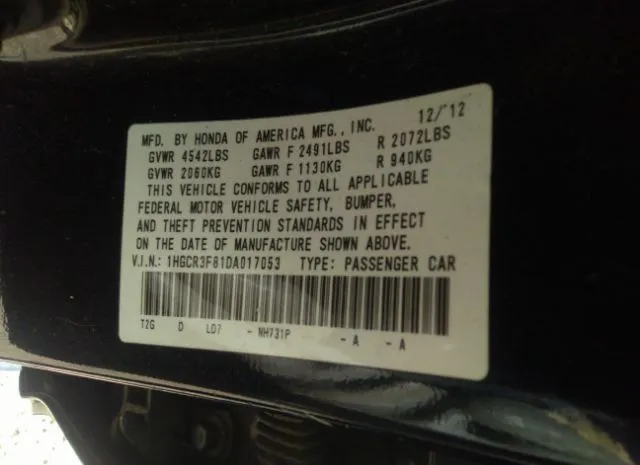 MFD. BY HONDA OF AMERICA MFG., INC. 12/'12
GVWR 4542LBS GAWR F 2491LBS R 2072LBS
GVWR 2060KG GAWR F 1130KG R 940KG
THIS VEHICLE CONFORMS TO ALL APPLICABLE
FEDERAL MOTOR VEHICLE SAFETY, BUMPER,
AND THEFT PREVENTION STANDARDS IN EFFECT
ON THE DATE OF MANUFACTURE SHOWN ABOVE.
V.I.N.: 1HGCR3F81DA017053 TYPE: PASSENGER CAR
T2G D LD7 - NH731P - A - A